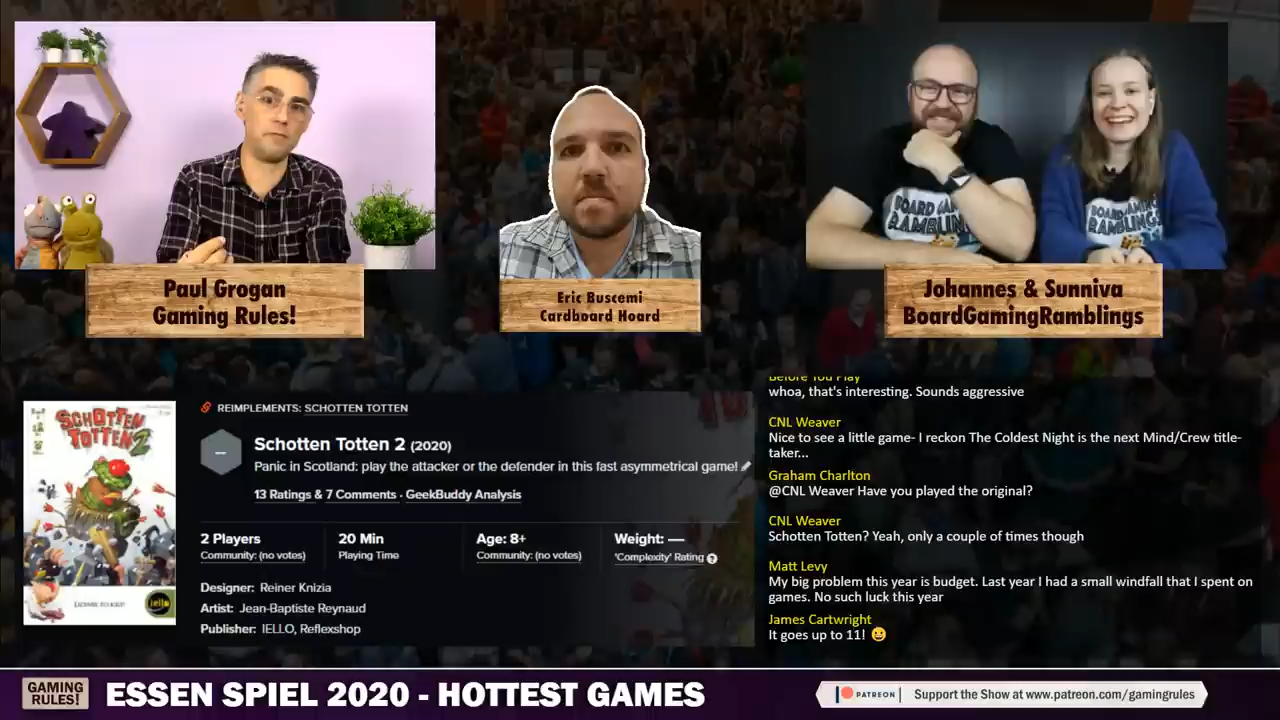 Paul Grogan
Gaming Rules!
Eric Buscemi
Cardboard Hoard
BOARD GAMING
RAMBLINGS
BOARD GAMING
RAMBLINGS
Johannes & Sunniva
BoardGamingRamblings
SCHOTTEN
TOTTEN 2
iello
REIMPLEMENTS: SCHOTTEN TOTTEN
Schotten Totten 2 (2020)
Panic in Scotland: play the attacker or the defender in this fast asymmetrical game!
13 Ratings & 7 Comments · GeekBuddy Analysis
2 Players
Community: (no votes)
20 Min
Playing Time
Age: 8+
Community: (no votes)
Weight: —
'Complexity' Rating
Designer: Reiner Knizia
Artist: Jean-Baptiste Reynaud
Publisher: IELLO, Reflexshop
Before You Play
whoa, that's interesting. Sounds aggressive
CNL Weaver
Nice to see a little game- I reckon The Coldest Night is the next Mind/Crew title-
taker...
Graham Charlton
@CNL Weaver Have you played the original?
CNL Weaver
Schotten Totten? Yeah, only a couple of times though
Matt Levy
My big problem this year is budget. Last year I had a small windfall that I spent on
games. No such luck this year
James Cartwright
It goes up to 11! 😀
GAMING
RULES!
ESSEN SPIEL 2020 - HOTTEST GAMES
PATREON
Support the Show at www.patreon.com/gamingrules